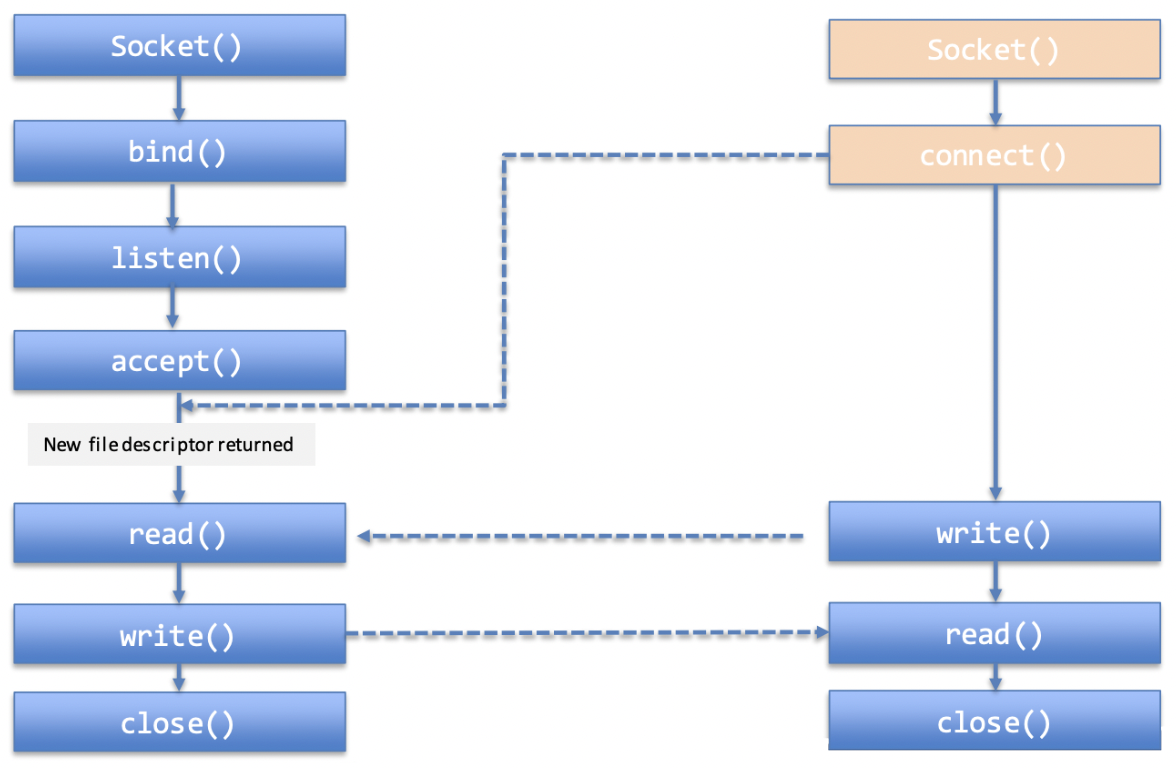 Socket()
bind()
listen()
accept()
New file descriptor returned
read()
write()
close()
Socket()
connect()
write()
read()
close()